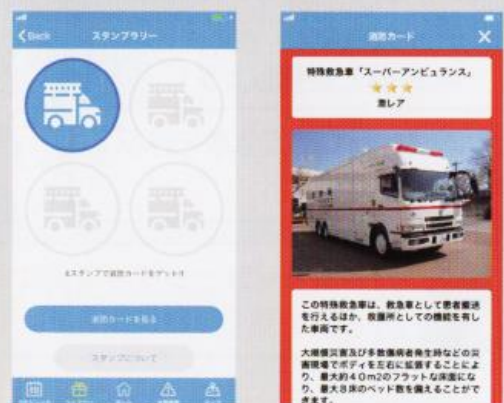 Back
スタンプラリー
4スタンプで消防カードをゲット!!
消防カードを見る
スタンプについて
消防カード
×
特殊救急車「スーパーアンビュランス」
★★★
激レア
この特殊救急車は、救急車として患者搬送
を行えるほか、救護所としての機能を有し
た車両です。
大規模災害及び多数傷病者発生時などの災
害現場でボディを左右に拡張することによ
り、最大約40m2のフラットな床面にな
り、最大8床のベッド数を備えることがで
きます。